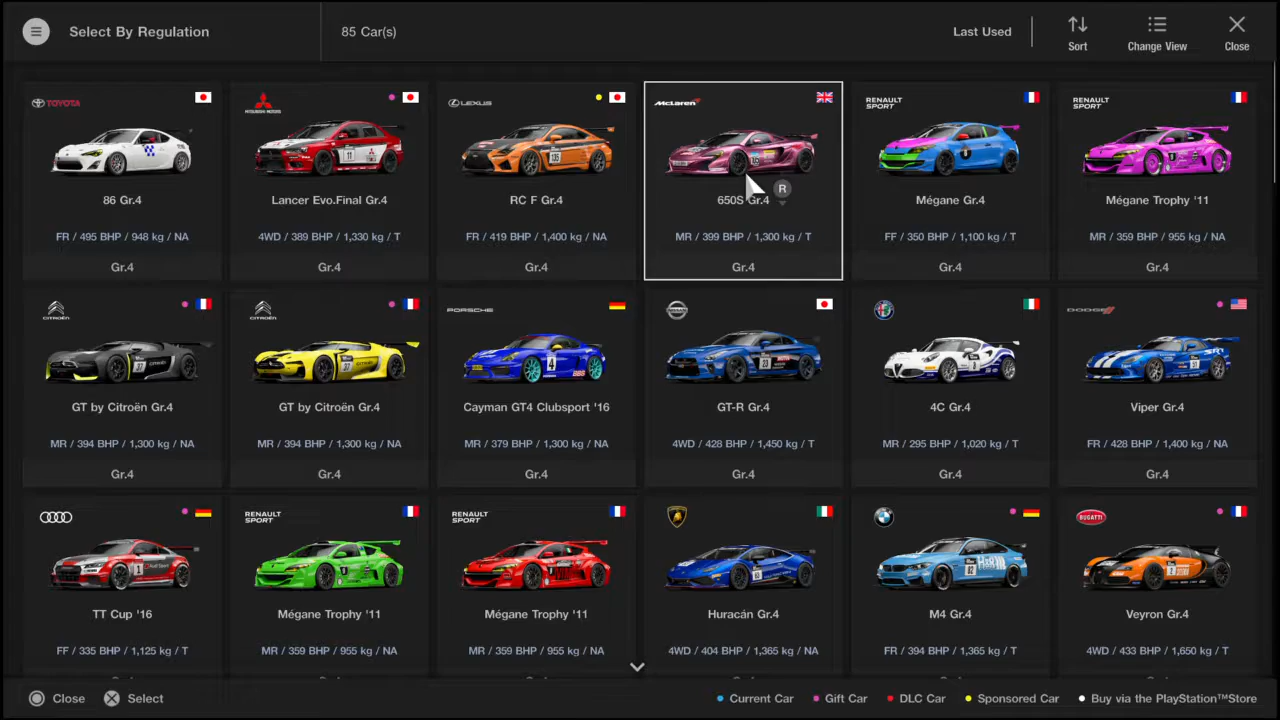 Select By Regulation
85 Car(s)
Last Used
Sort
Change View
Close
TOYOTA
86 Gr.4
FR / 495 BHP / 948 kg / NA
Gr.4
MITSUBISHI MOTORS
Lancer Evo.Final Gr.4
4WD / 389 BHP / 1,330 kg / T
Gr.4
LEXUS
RC F Gr.4
FR / 419 BHP / 1,400 kg / NA
Gr.4
McLaren
650S Gr.4
R
MR / 399 BHP / 1,300 kg / T
Gr.4
RENAULT
SPORT
Mégane Gr.4
FF / 350 BHP / 1,100 kg / T
Gr.4
RENAULT
SPORT
Mégane Trophy '11
MR / 359 BHP / 955 kg / NA
Gr.4
CITROËN
GT by Citroën Gr.4
MR / 394 BHP / 1,300 kg / NA
Gr.4
CITROËN
GT by Citroën Gr.4
MR / 394 BHP / 1,300 kg / NA
Gr.4
PORSCHE
4
Cayman GT4 Clubsport '16
MR / 379 BHP / 1,300 kg / NA
Gr.4
NISSAN
GT-R Gr.4
4WD / 428 BHP / 1,450 kg / T
Gr.4
4C Gr.4
MR / 295 BHP / 1,020 kg / T
Gr.4
DODGE
Viper Gr.4
FR / 428 BHP / 1,400 kg / NA
Gr.4
TT Cup '16
FF / 335 BHP / 1,125 kg / T
RENAULT
SPORT
Mégane Trophy '11
MR / 359 BHP / 955 kg / NA
RENAULT
SPORT
Mégane Trophy '11
MR / 359 BHP / 955 kg / NA
Huracán Gr.4
4WD / 404 BHP / 1,365 kg / NA
M4 Gr.4
FR / 394 BHP / 1,365 kg / T
BUGATTI
Veyron Gr.4
4WD / 433 BHP / 1,650 kg / T
Close
Select
Current Car
Gift Car
DLC Car
Sponsored Car
Buy via the PlayStation™Store